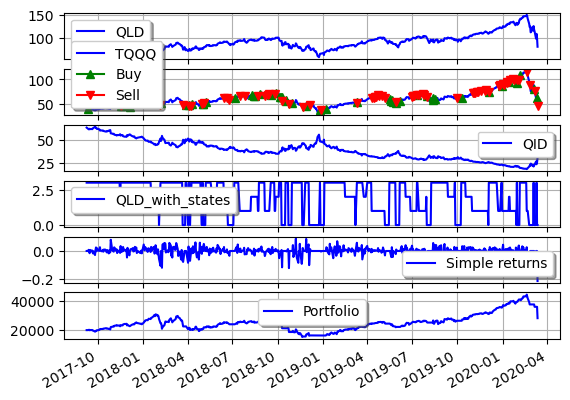 150
100
QLD
100
50
TQQQ
Buy
Sell
50
25
QID
2.5
0.0
QLD_with_states
0.0
−0.2
Simple returns
40000
20000
Portfolio
2017-10
2018-01
2018-04
2018-07
2018-10
2019-01
2019-04
2019-07
2019-10
2020-01
2020-04